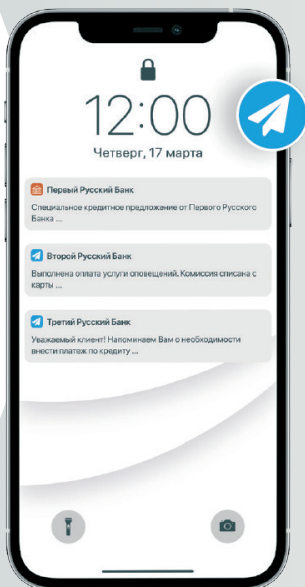 12:00
Четверг, 17 марта
Первый Русский Банк
Специальное кредитное предложение от Первого Русского
Банка ...
Второй Русский Банк
Выполнена оплата услуги оповещений. Комиссия списана с
карты ...
Третий Русский Банк
Уважаемый клиент! Напоминаем Вам о необходимости
внести платеж по кредиту ...